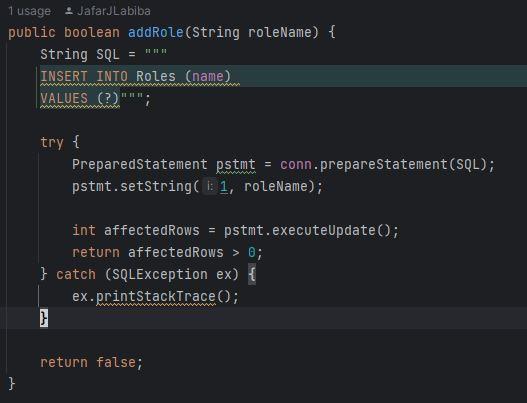 1 usage JafarJLabiba
public boolean addRole(String roleName) {
    String SQL = """
    INSERT INTO Roles (name)
    VALUES (?)""";

    try {
        PreparedStatement pstmt = conn.prepareStatement(SQL);
        pstmt.setString( i: 1, roleName);

        int affectedRows = pstmt.executeUpdate();
        return affectedRows > 0;
    } catch (SQLException ex) {
        ex.printStackTrace();
    }

    return false;
}